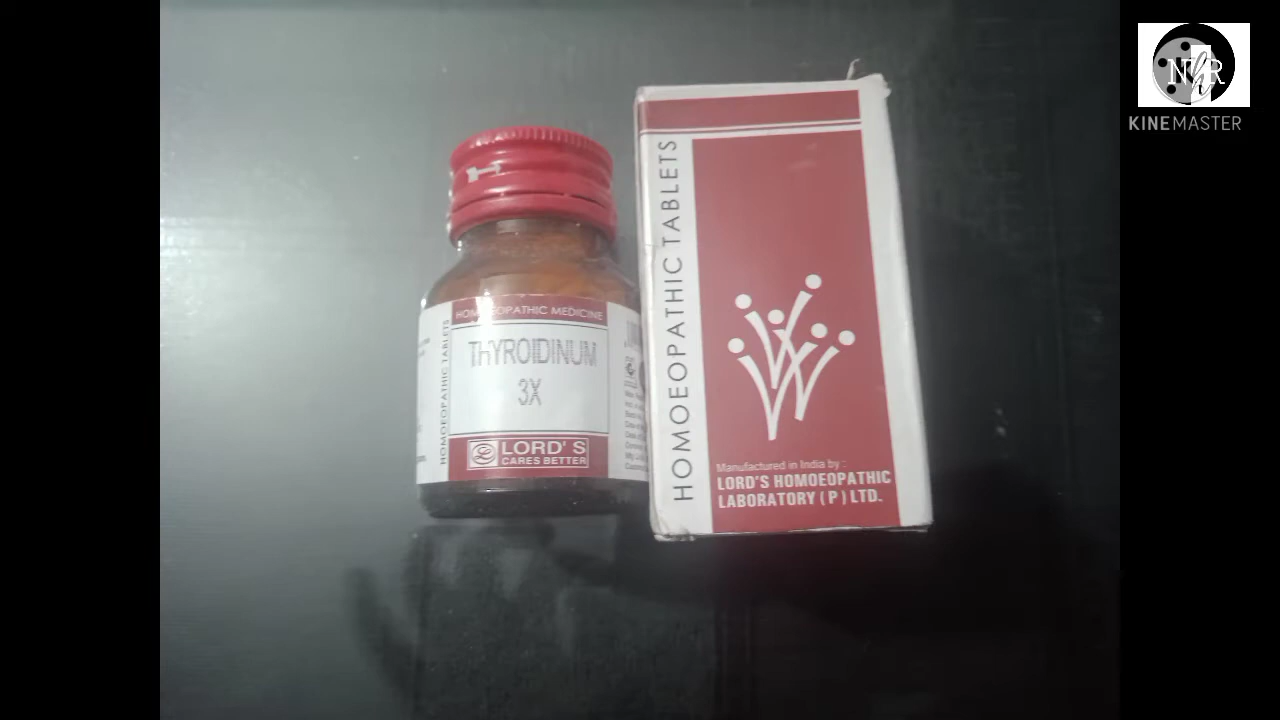 HOMOEOPATHIC MEDICINE
HOMOEOPATHIC TABLETS
THYROIDINUM
3X
LORD'S
CARES BETTER
HOMOEOPATHIC TABLETS
Manufactured in India by :
LORD'S HOMOEOPATHIC
LABORATORY ( P ) LTD.
KINEMASTER